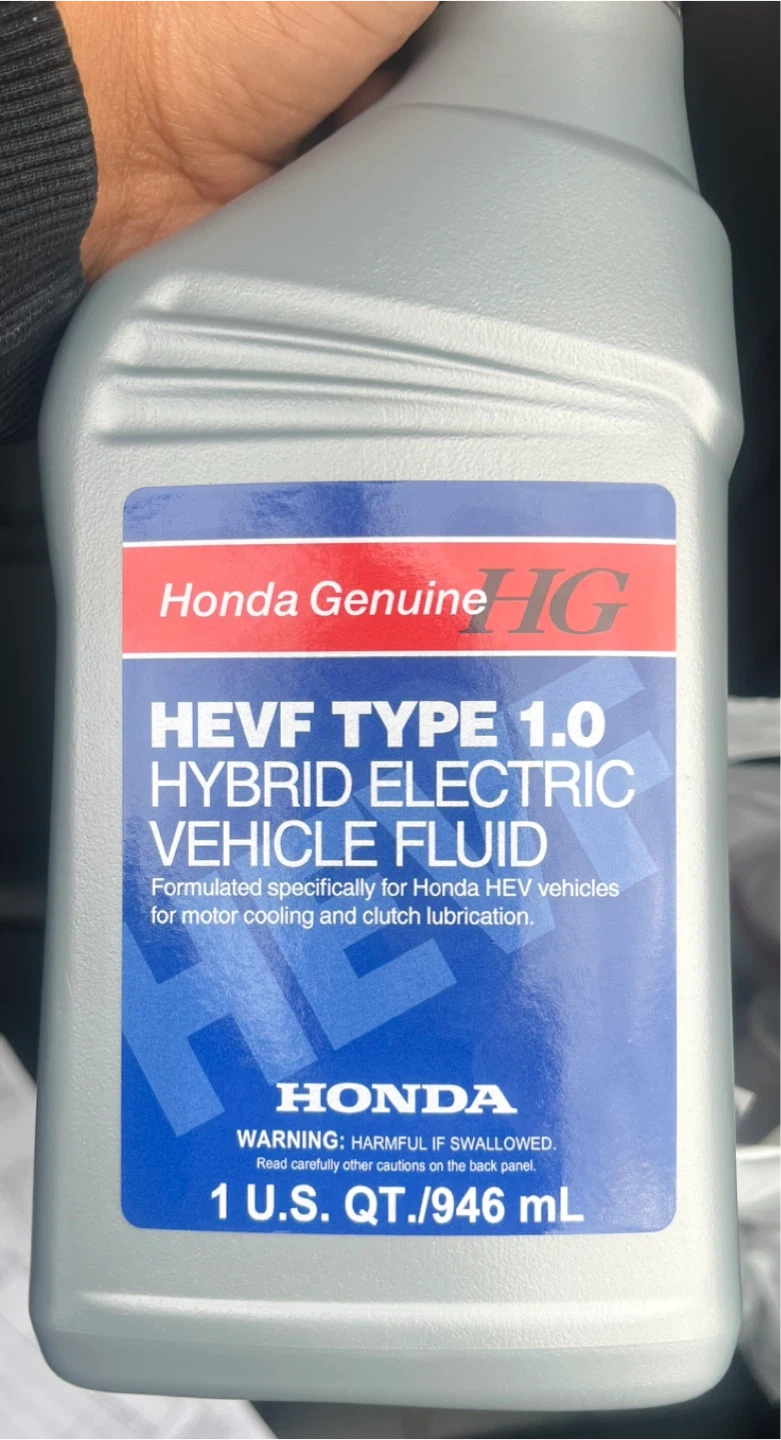 Honda Genuine HG
HEVF TYPE 1.0
HYBRID ELECTRIC
VEHICLE FLUID
Formulated specifically for Honda HEV vehicles
for motor cooling and clutch lubrication.
HEVF
HONDA
WARNING: HARMFUL IF SWALLOWED.
Read carefully other cautions on the back panel.
1 U.S. QT./946 mL